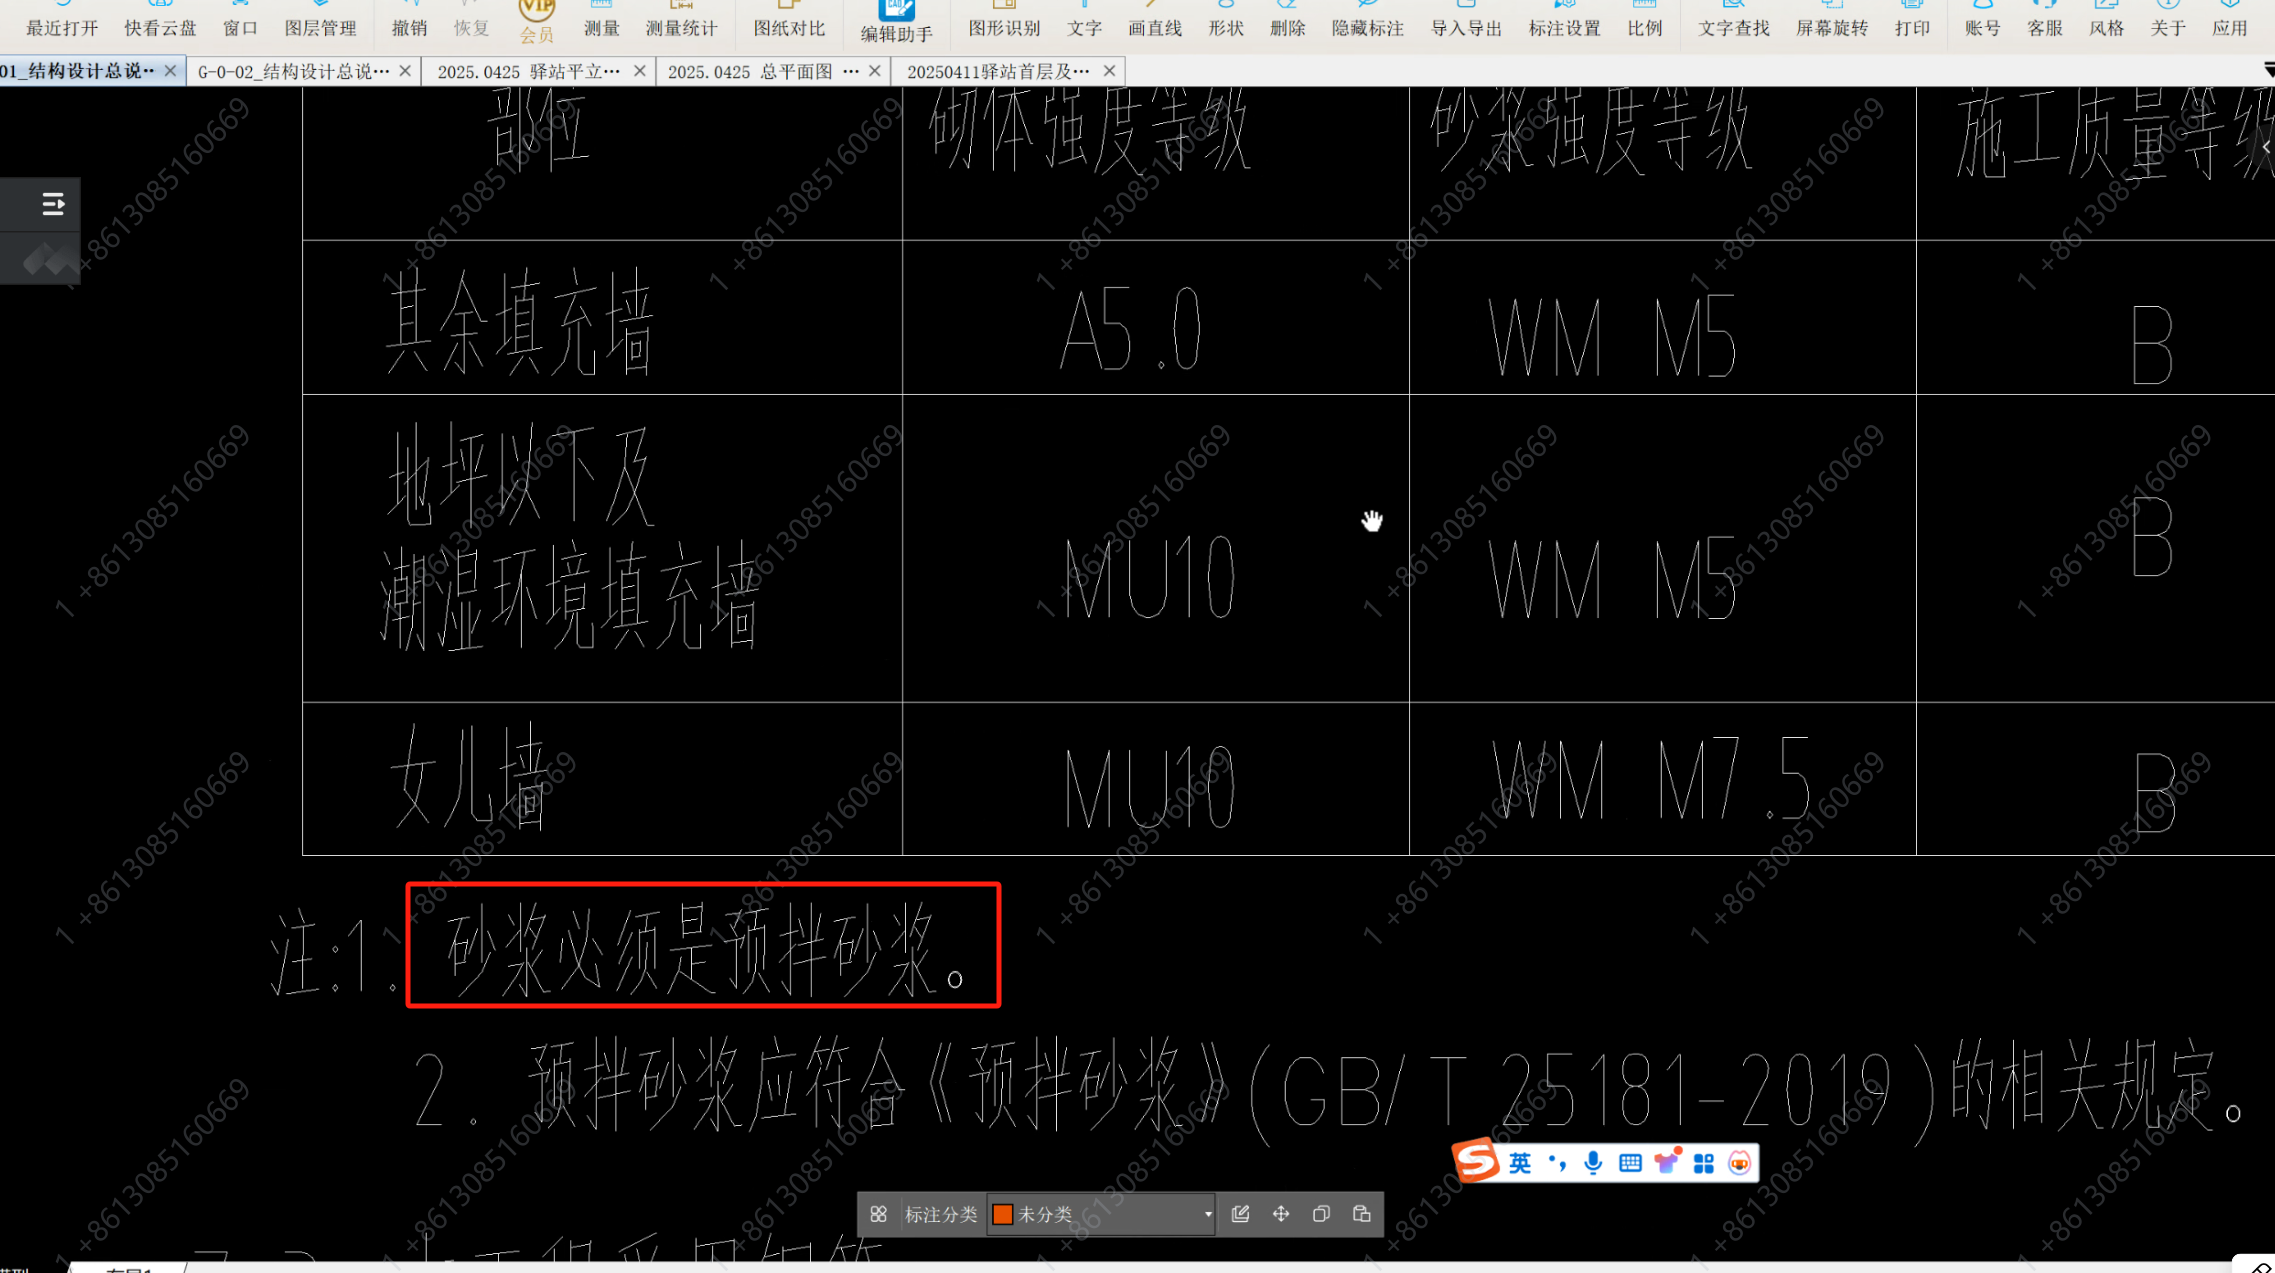 最近打开 快看云盘 窗口 图层管理 撤销 恢复 VIP 会员 测量 测量统计 图纸对比 CAD 编辑助手 图形识别 文字 画直线 形状 删除 隐藏标注 导入导出 标注设置 比例 文字查找 屏幕旋转 打印 账号 客服 风格 关于 应用
01_结构设计总说·· G-0-02_结构设计总说··· 2025.0425 驿站平立··· 2025.0425 总平面图 ··· 20250411驿站首层及···
部位 砌体强度等级 砂浆强度等级 施工质量等级
其余填充墙 A5.0 WM M5 B
地坪以下及
潮湿环境填充墙 MU10 WM M5 B
女儿墙 MU10 WM M7.5 B
注:1. 砂浆必须是预拌砂浆。
2. 预拌砂浆应符合《预拌砂浆》(GB/T 25181-2019)的相关规定。
英
标注分类 未分类
1 +8613085160669